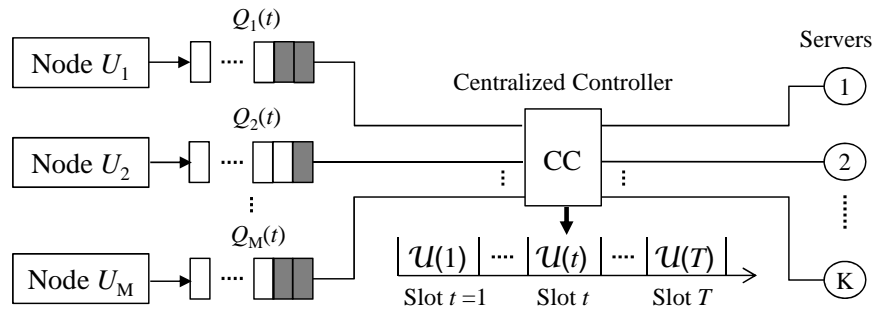 Q1(t)
Servers
Node U1
1
Centralized Controller
Q2(t)
Node U2
CC
2
QM(t)
𝒰(1) 𝒰(t) 𝒰(T)
Node UM
K
Slot t =1 Slot t Slot T